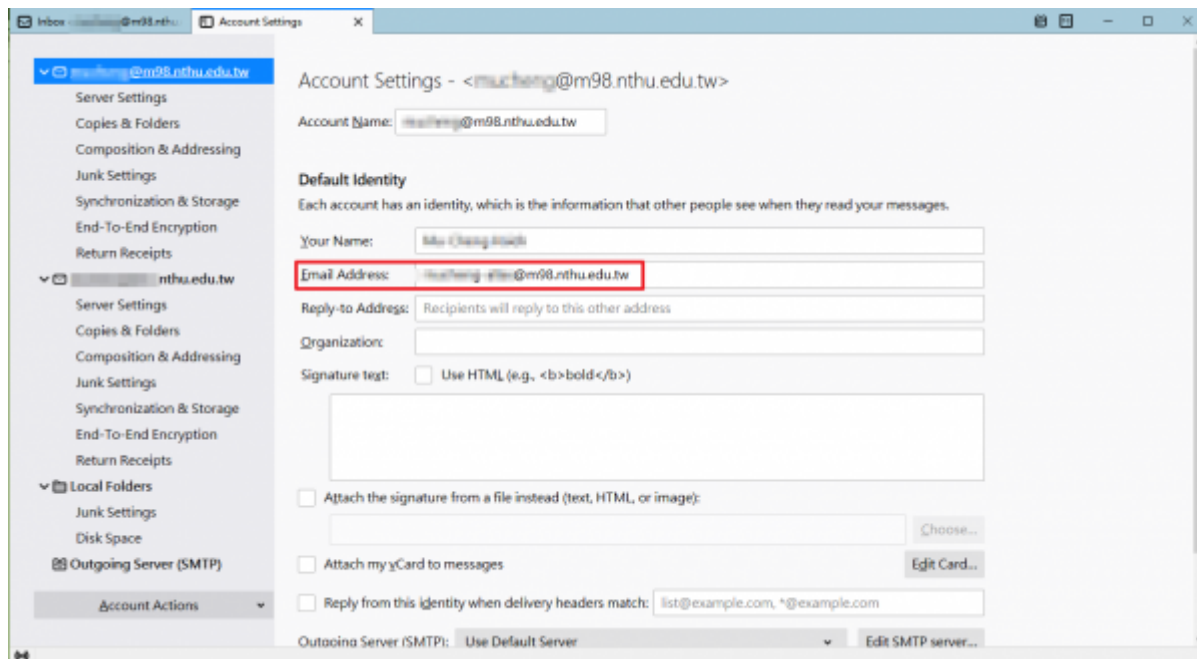 Inbox - @m98.nthu. Account Settings
@m98.nthu.edu.tw
Server Settings
Copies & Folders
Composition & Addressing
Junk Settings
Synchronization & Storage
End-To-End Encryption
Return Receipts
nthu.edu.tw
Server Settings
Copies & Folders
Composition & Addressing
Junk Settings
Synchronization & Storage
End-To-End Encryption
Return Receipts
Local Folders
Junk Settings
Disk Space
Outgoing Server (SMTP)
Account Actions
Account Settings - < @m98.nthu.edu.tw>
Account Name: @m98.nthu.edu.tw
Default Identity
Each account has an identity, which is the information that other people see when they read your messages.
Your Name:
Email Address: @m98.nthu.edu.tw
Reply-to Address: Recipients will reply to this other address
Organization:
Signature text: Use HTML (e.g., <b>bold</b>)
Attach the signature from a file instead (text, HTML, or image):
Choose...
Attach my vCard to messages Edit Card...
Reply from this identity when delivery headers match: list@example.com, *@example.com
Outgoing Server (SMTP): Use Default Server Edit SMTP server...